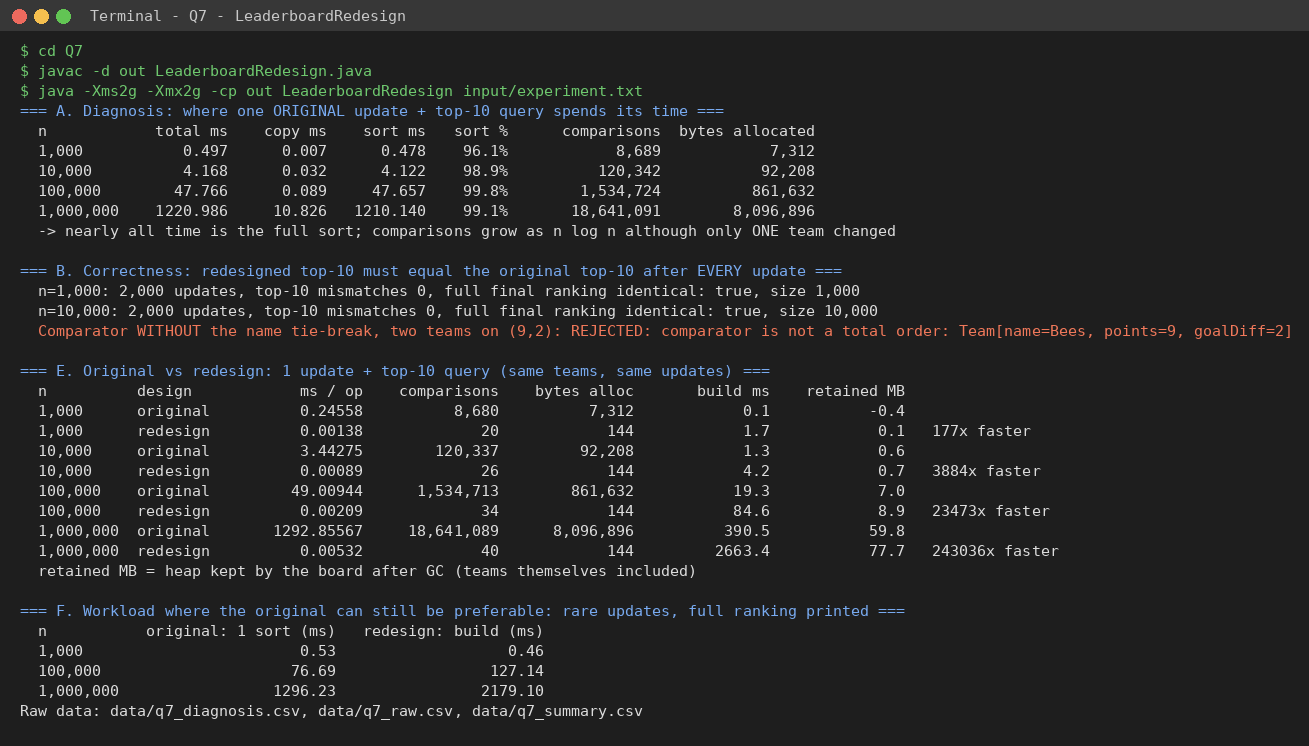 Terminal - Q7 - LeaderboardRedesign
$ cd Q7
$ javac -d out LeaderboardRedesign.java
$ java -Xms2g -Xmx2g -cp out LeaderboardRedesign input/experiment.txt
=== A. Diagnosis: where one ORIGINAL update + top-10 query spends its time ===
  n            total ms    copy ms    sort ms   sort %      comparisons  bytes allocated
  1,000           0.497      0.007      0.478    96.1%            8,689            7,312
  10,000          4.168      0.032      4.122    98.9%          120,342           92,208
  100,000        47.766      0.089     47.657    99.8%        1,534,724          861,632
  1,000,000    1220.986     10.826   1210.140    99.1%       18,641,091        8,096,896
  -> nearly all time is the full sort; comparisons grow as n log n although only ONE team changed
=== B. Correctness: redesigned top-10 must equal the original top-10 after EVERY update ===
  n=1,000: 2,000 updates, top-10 mismatches 0, full final ranking identical: true, size 1,000
  n=10,000: 2,000 updates, top-10 mismatches 0, full final ranking identical: true, size 10,000
  Comparator WITHOUT the name tie-break, two teams on (9,2): REJECTED: comparator is not a total order: Team[name=Bees, points=9, goalDiff=2]
=== E. Original vs redesign: 1 update + top-10 query (same teams, same updates) ===
  n          design            ms / op    comparisons    bytes alloc       build ms    retained MB
  1,000      original          0.24558          8,680          7,312            0.1           -0.4
  1,000      redesign          0.00138             20            144            1.7            0.1   177x faster
  10,000     original          3.44275        120,337         92,208            1.3            0.6
  10,000     redesign          0.00089             26            144            4.2            0.7   3884x faster
  100,000    original         49.00944      1,534,713        861,632           19.3            7.0
  100,000    redesign          0.00209             34            144           84.6            8.9   23473x faster
  1,000,000  original       1292.85567     18,641,089      8,096,896          390.5           59.8
  1,000,000  redesign          0.00532             40            144         2663.4           77.7   243036x faster
  retained MB = heap kept by the board after GC (teams themselves included)
=== F. Workload where the original can still be preferable: rare updates, full ranking printed ===
  n           original: 1 sort (ms)   redesign: build (ms)
  1,000                        0.53                   0.46
  100,000                     76.69                 127.14
  1,000,000                 1296.23                2179.10
Raw data: data/q7_diagnosis.csv, data/q7_raw.csv, data/q7_summary.csv